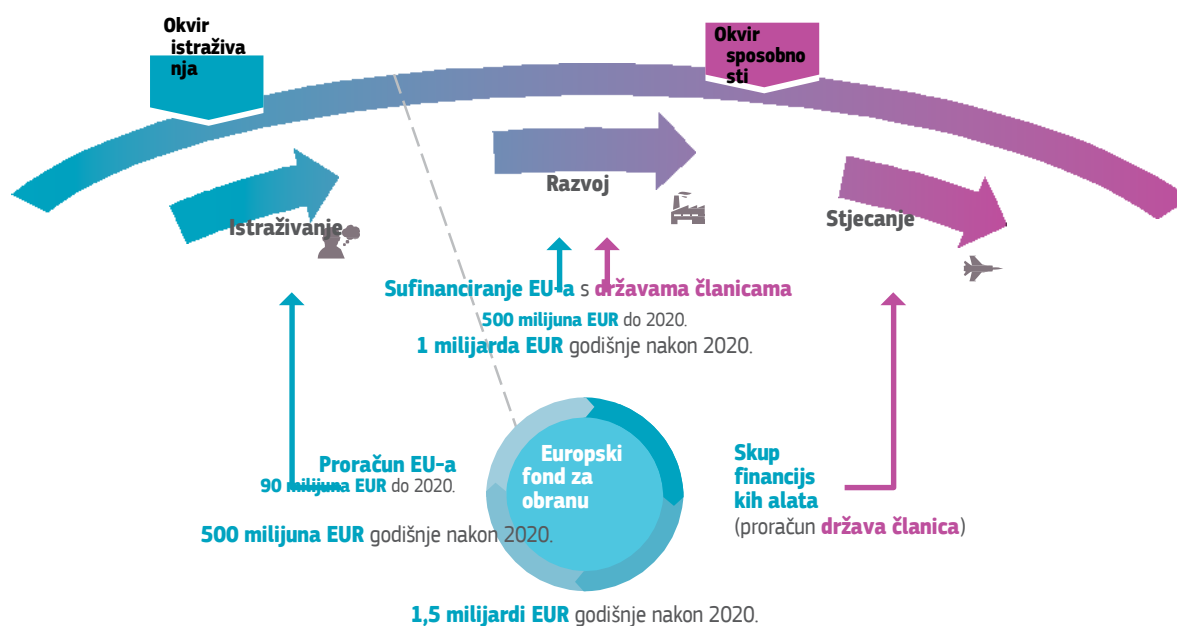 Okvir
istraživa
nja
Okvir
sposobno
sti
Istraživanje
Razvoj
Stjecanje
Sufinanciranje EU-a s državama članicama
500 milijuna EUR do 2020.
1 milijarda EUR godišnje nakon 2020.
Proračun EU-a
90 milijuna EUR do 2020.
500 milijuna EUR godišnje nakon 2020.
Europski
fond za
obranu
Skup
financijs
kih alata
(proračun država članica)
1,5 milijardi EUR godišnje nakon 2020.